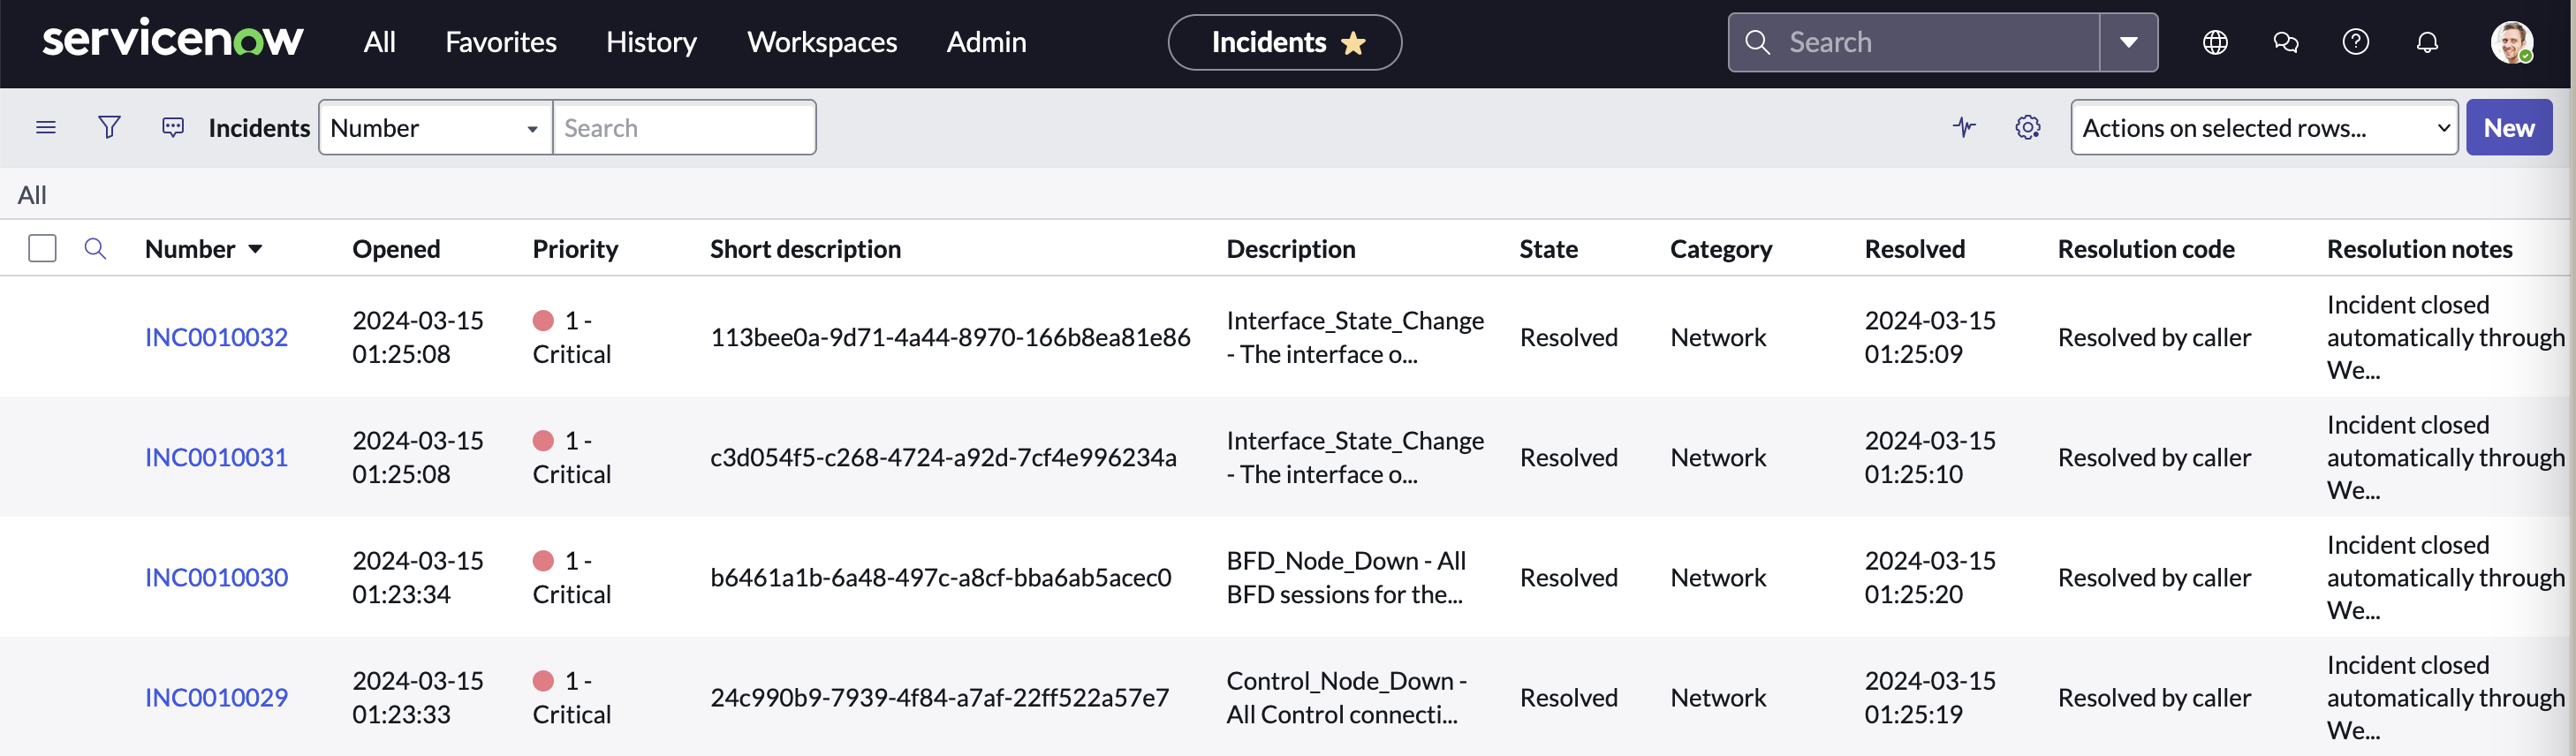 servicenow All Favorites History Workspaces Admin Incidents Search
Incidents Number Search Actions on selected rows... New
All
Number Opened Priority Short description Description State Category Resolved Resolution code Resolution notes
INC0010032 2024-03-15 01:25:08 1 - Critical 113bee0a-9d71-4a44-8970-166b8ea81e86 Interface_State_Change - The interface o... Resolved Network 2024-03-15 01:25:09 Resolved by caller Incident closed automatically through We...
INC0010031 2024-03-15 01:25:08 1 - Critical c3d054f5-c268-4724-a92d-7cf4e996234a Interface_State_Change - The interface o... Resolved Network 2024-03-15 01:25:10 Resolved by caller Incident closed automatically through We...
INC0010030 2024-03-15 01:23:34 1 - Critical b6461a1b-6a48-497c-a8cf-bba6ab5acec0 BFD_Node_Down - All BFD sessions for the... Resolved Network 2024-03-15 01:25:20 Resolved by caller Incident closed automatically through We...
INC0010029 2024-03-15 01:23:33 1 - Critical 24c990b9-7939-4f84-a7af-22ff522a57e7 Control_Node_Down - All Control connecti... Resolved Network 2024-03-15 01:25:19 Resolved by caller Incident closed automatically through We...